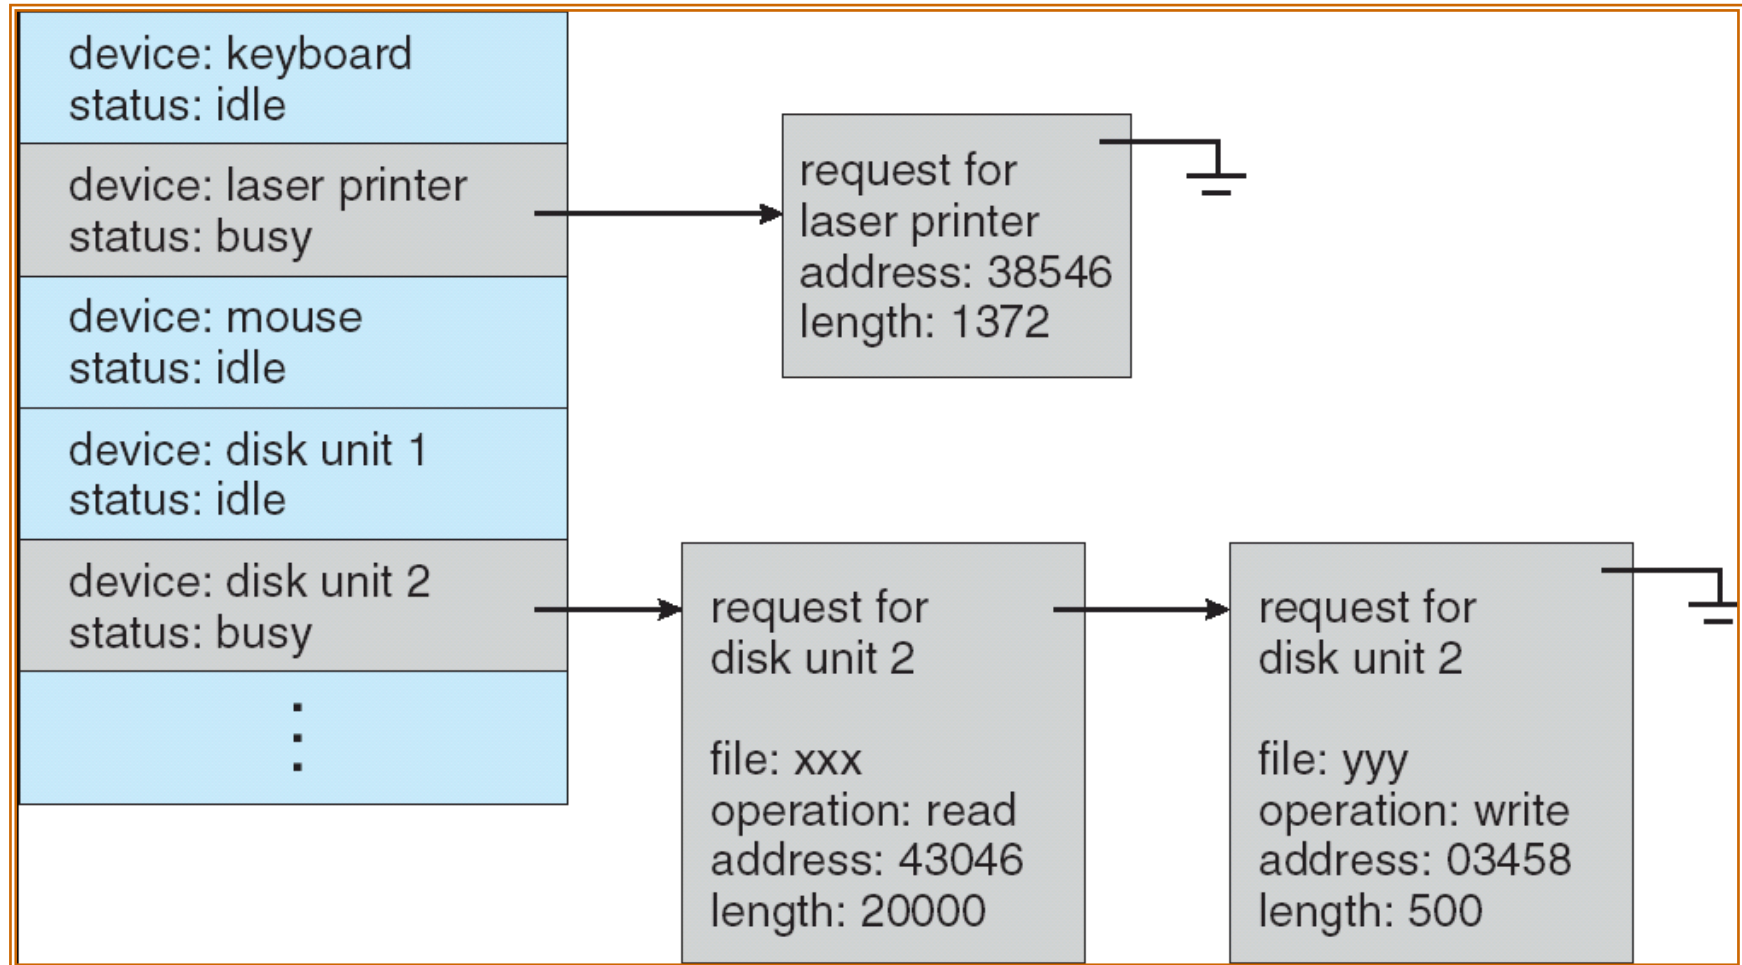 device: keyboard
status: idle
device: laser printer
status: busy
device: mouse
status: idle
device: disk unit 1
status: idle
device: disk unit 2
status: busy
request for
laser printer
address: 38546
length: 1372
request for
disk unit 2
file: xxx
operation: read
address: 43046
length: 20000
request for
disk unit 2
file: yyy
operation: write
address: 03458
length: 500